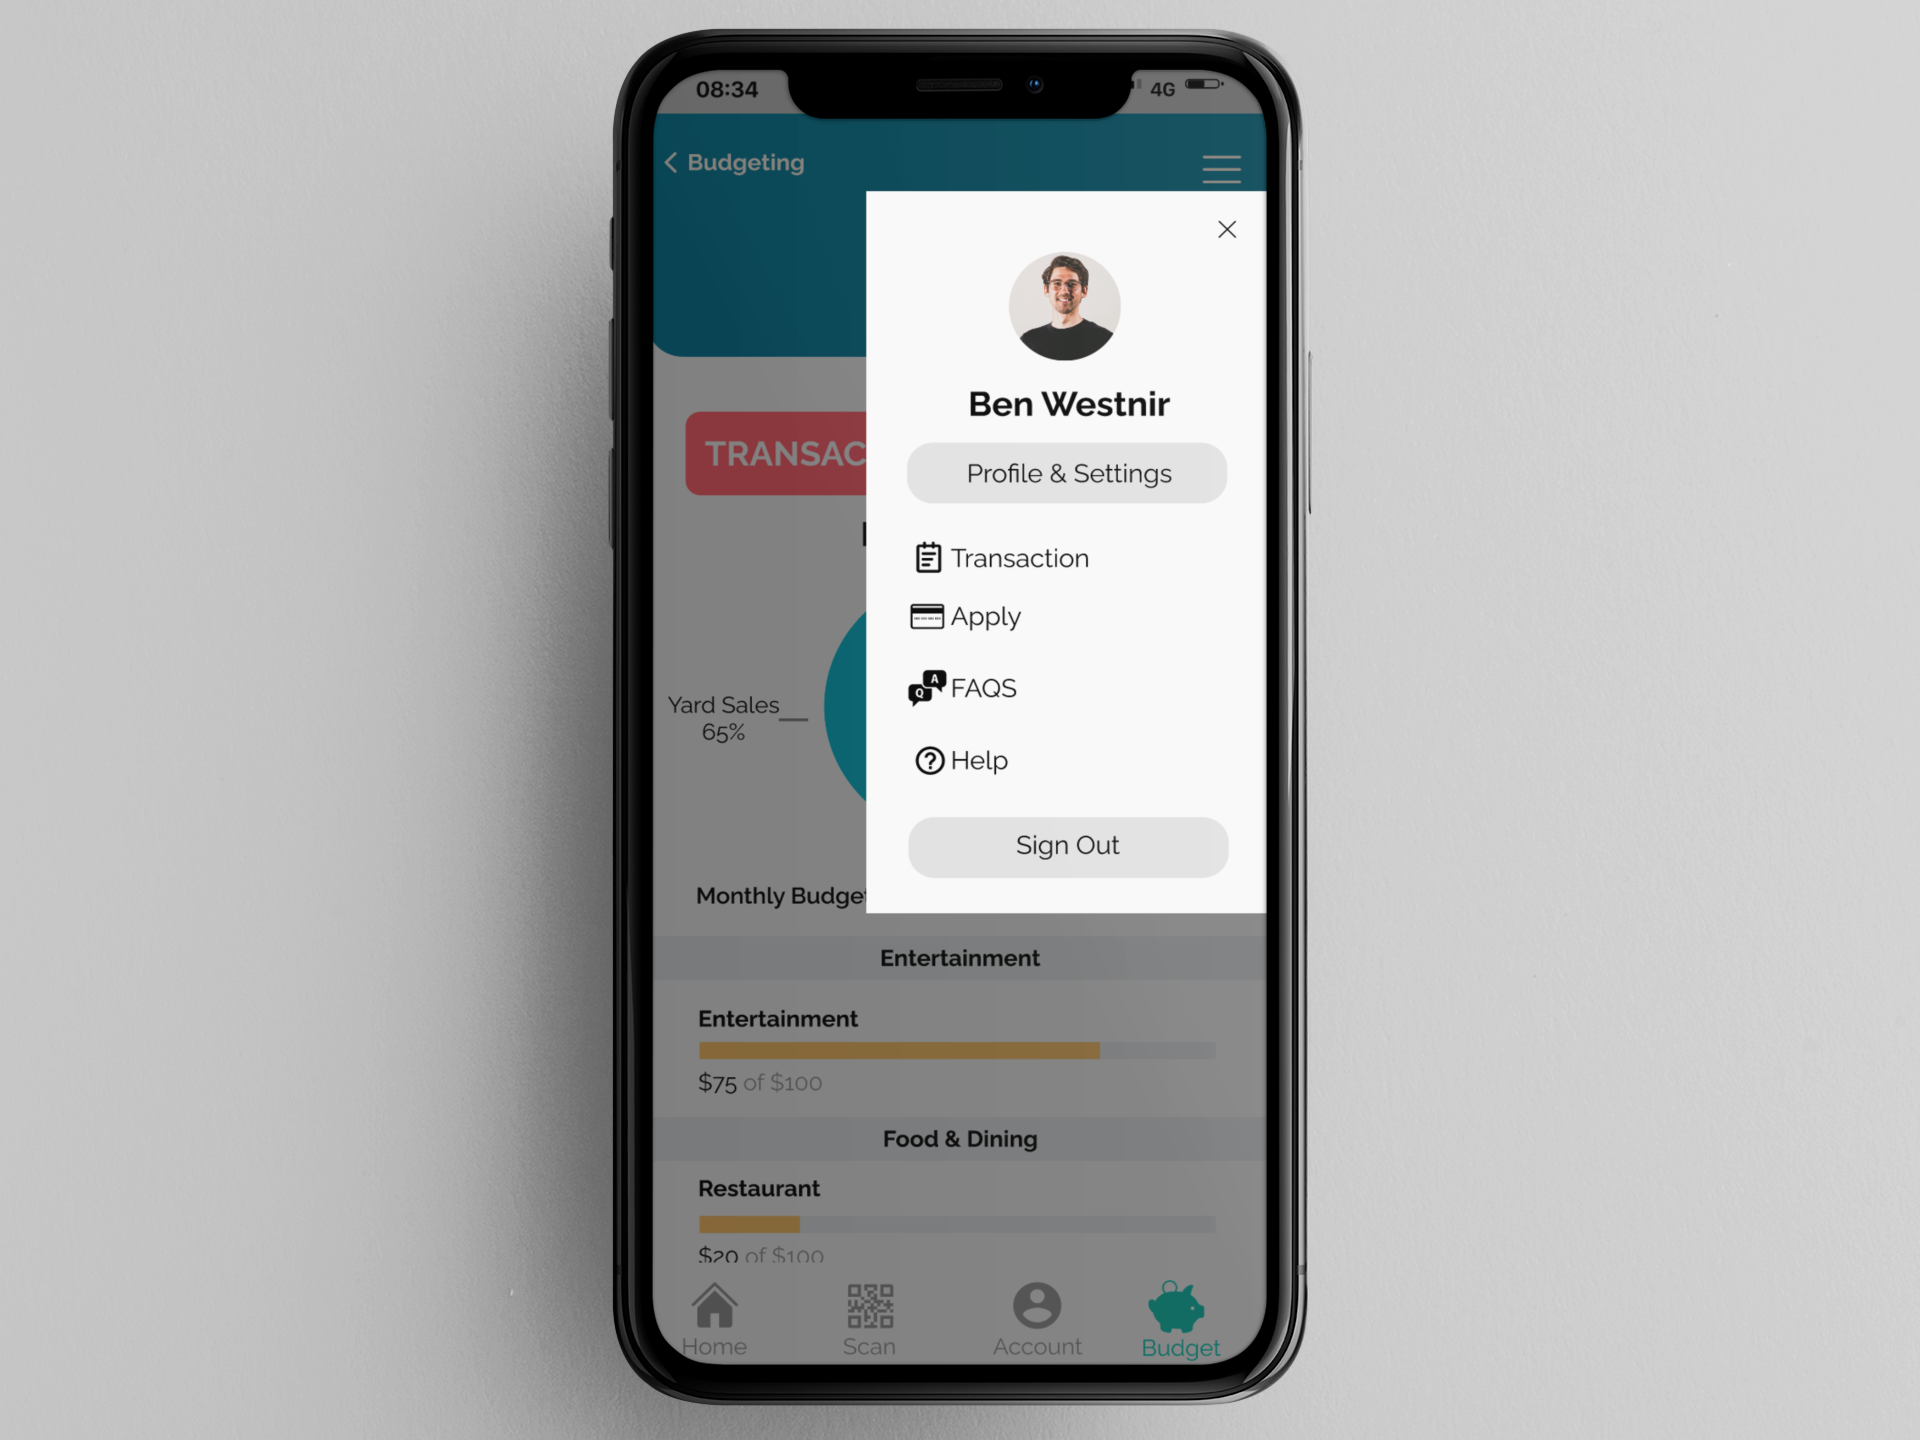 08:34
4G
Budgeting
Ben Westnir
Profile & Settings
TRANSAC
Transaction
Apply
Q A
FAQS
Yard Sales
65%
Help
Sign Out
Monthly Budget
Entertainment
Entertainment
$75 of $100
Food & Dining
Restaurant
$20 of $100
Home
Scan
Account
Budget